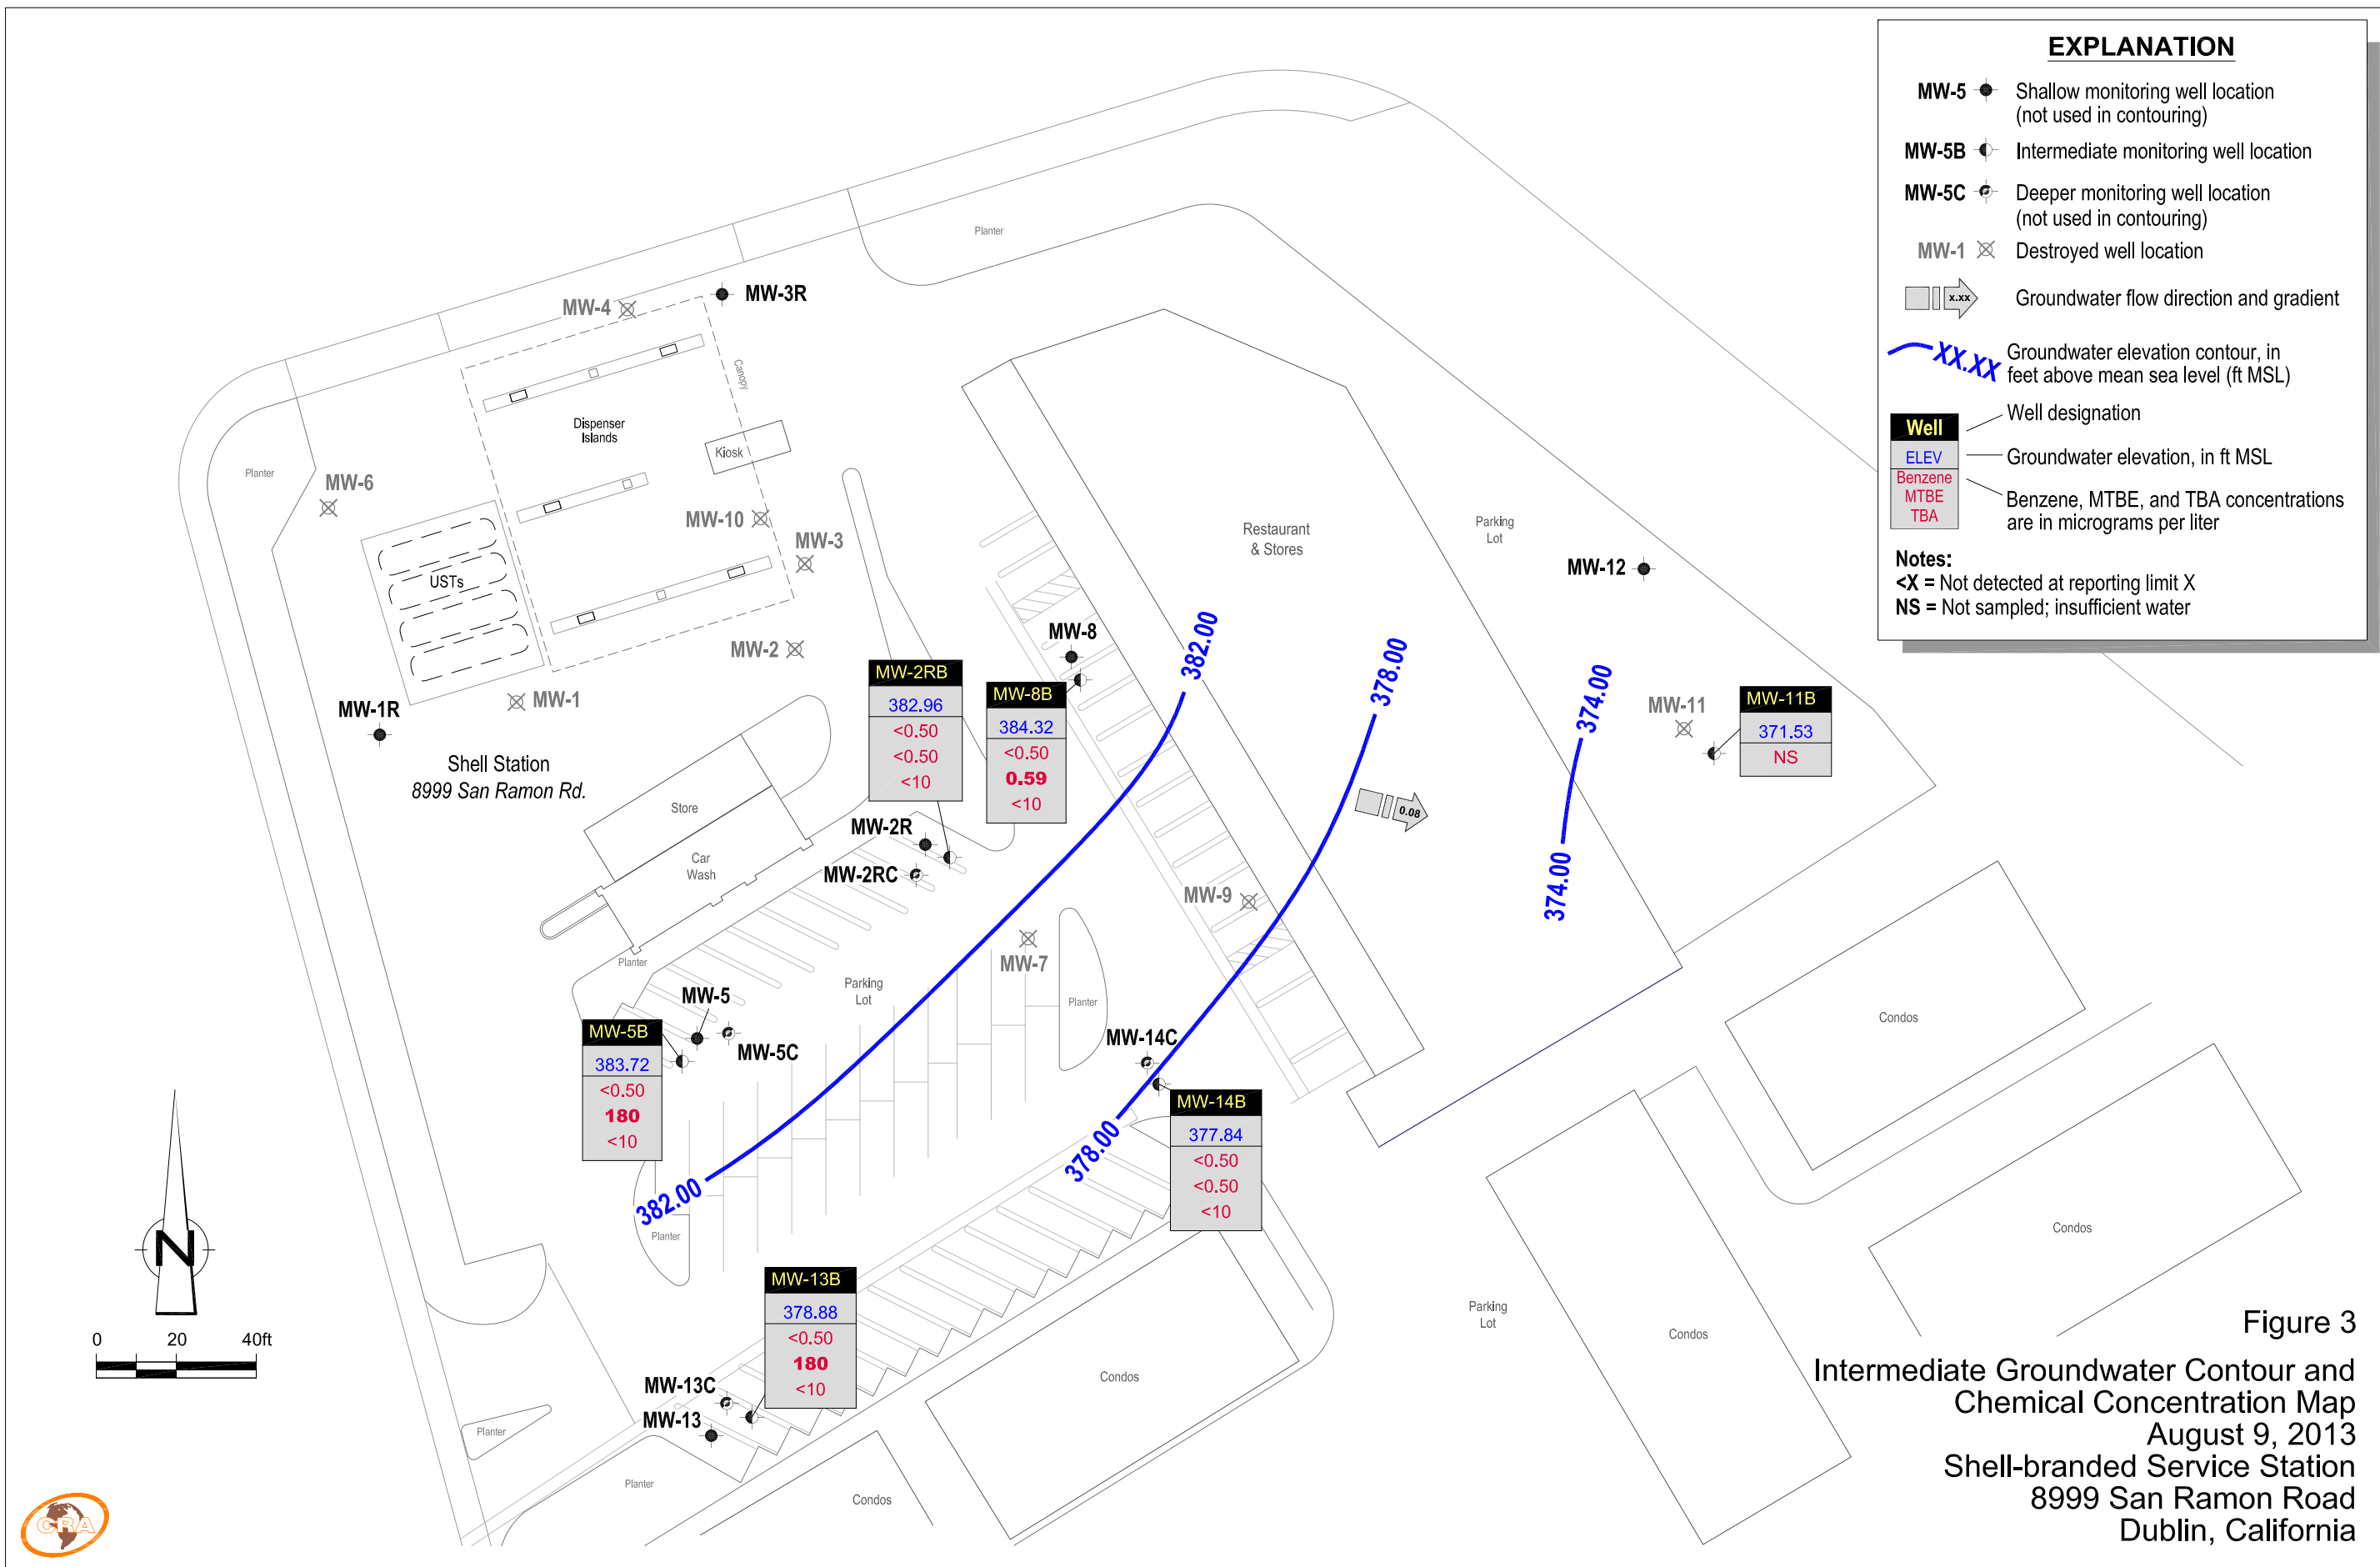 EXPLANATION
MW-5 Shallow monitoring well location
(not used in contouring)
MW-5B Intermediate monitoring well location
MW-5C Deeper monitoring well location
(not used in contouring)
MW-1 Destroyed well location
x.xx Groundwater flow direction and gradient
XX.XX Groundwater elevation contour, in
feet above mean sea level (ft MSL)
Well Well designation
ELEV Groundwater elevation, in ft MSL
Benzene
MTBE
TBA
Benzene, MTBE, and TBA concentrations
are in micrograms per liter
Notes:
<X = Not detected at reporting limit X
NS = Not sampled; insufficient water
Planter
MW-4
MW-3R
Canopy
Dispenser
Islands
Kiosk
Planter
MW-6
MW-10
MW-3
USTs
MW-2
MW-1
MW-1R
Shell Station
8999 San Ramon Rd.
Restaurant
& Stores
Parking
Lot
MW-12
MW-8
382.00
378.00
374.00
MW-11
MW-11B
371.53
NS
MW-2RB
382.96
<0.50
<0.50
<10
MW-8B
384.32
<0.50
0.59
<10
0.08
Store
Car
Wash
MW-2R
MW-2RC
MW-9
374.00
Planter
MW-7
Parking
Lot
Planter
MW-5
MW-5C
MW-5B
383.72
<0.50
180
<10
MW-14C
MW-14B
377.84
<0.50
<0.50
<10
378.00
382.00
Planter
Condos
Condos
Condos
Parking
Lot
N
0 20 40ft
MW-13B
378.88
<0.50
180
<10
MW-13C
MW-13
Condos
Planter
Planter
Condos
CRA
Figure 3
Intermediate Groundwater Contour and
Chemical Concentration Map
August 9, 2013
Shell-branded Service Station
8999 San Ramon Road
Dublin, California